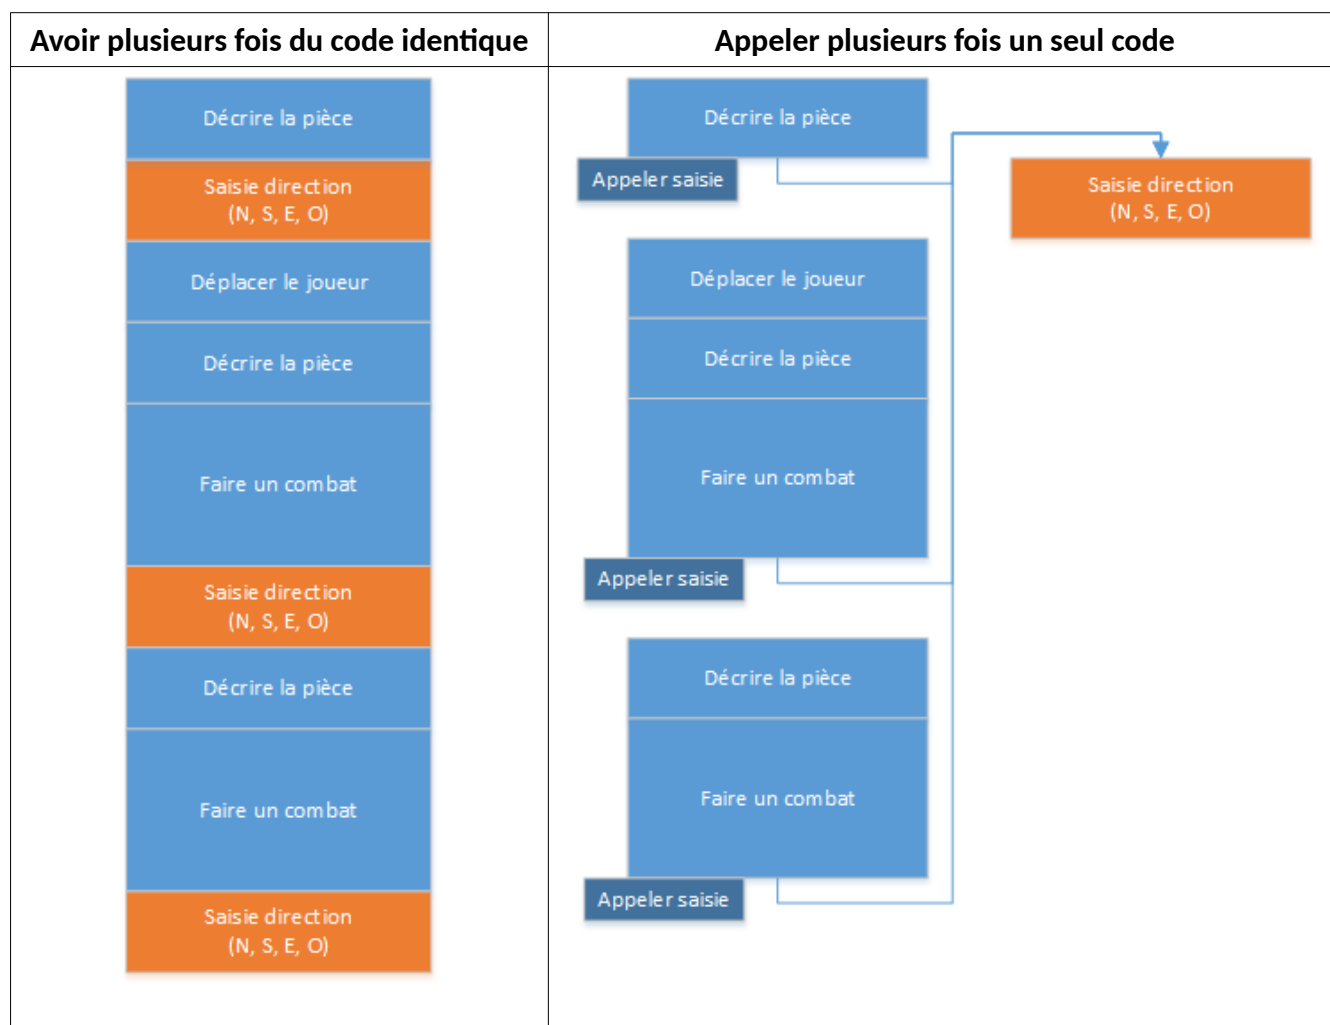 Avoir plusieurs fois du code identique
Appeler plusieurs fois un seul code
Décrire la pièce
Saisie direction
(N, S, E, O)
Déplacer le joueur
Décrire la pièce
Faire un combat
Saisie direction
(N, S, E, O)
Décrire la pièce
Faire un combat
Saisie direction
(N, S, E, O)
Décrire la pièce
Appeler saisie
Saisie direction
(N, S, E, O)
Déplacer le joueur
Décrire la pièce
Faire un combat
Appeler saisie
Décrire la pièce
Faire un combat
Appeler saisie